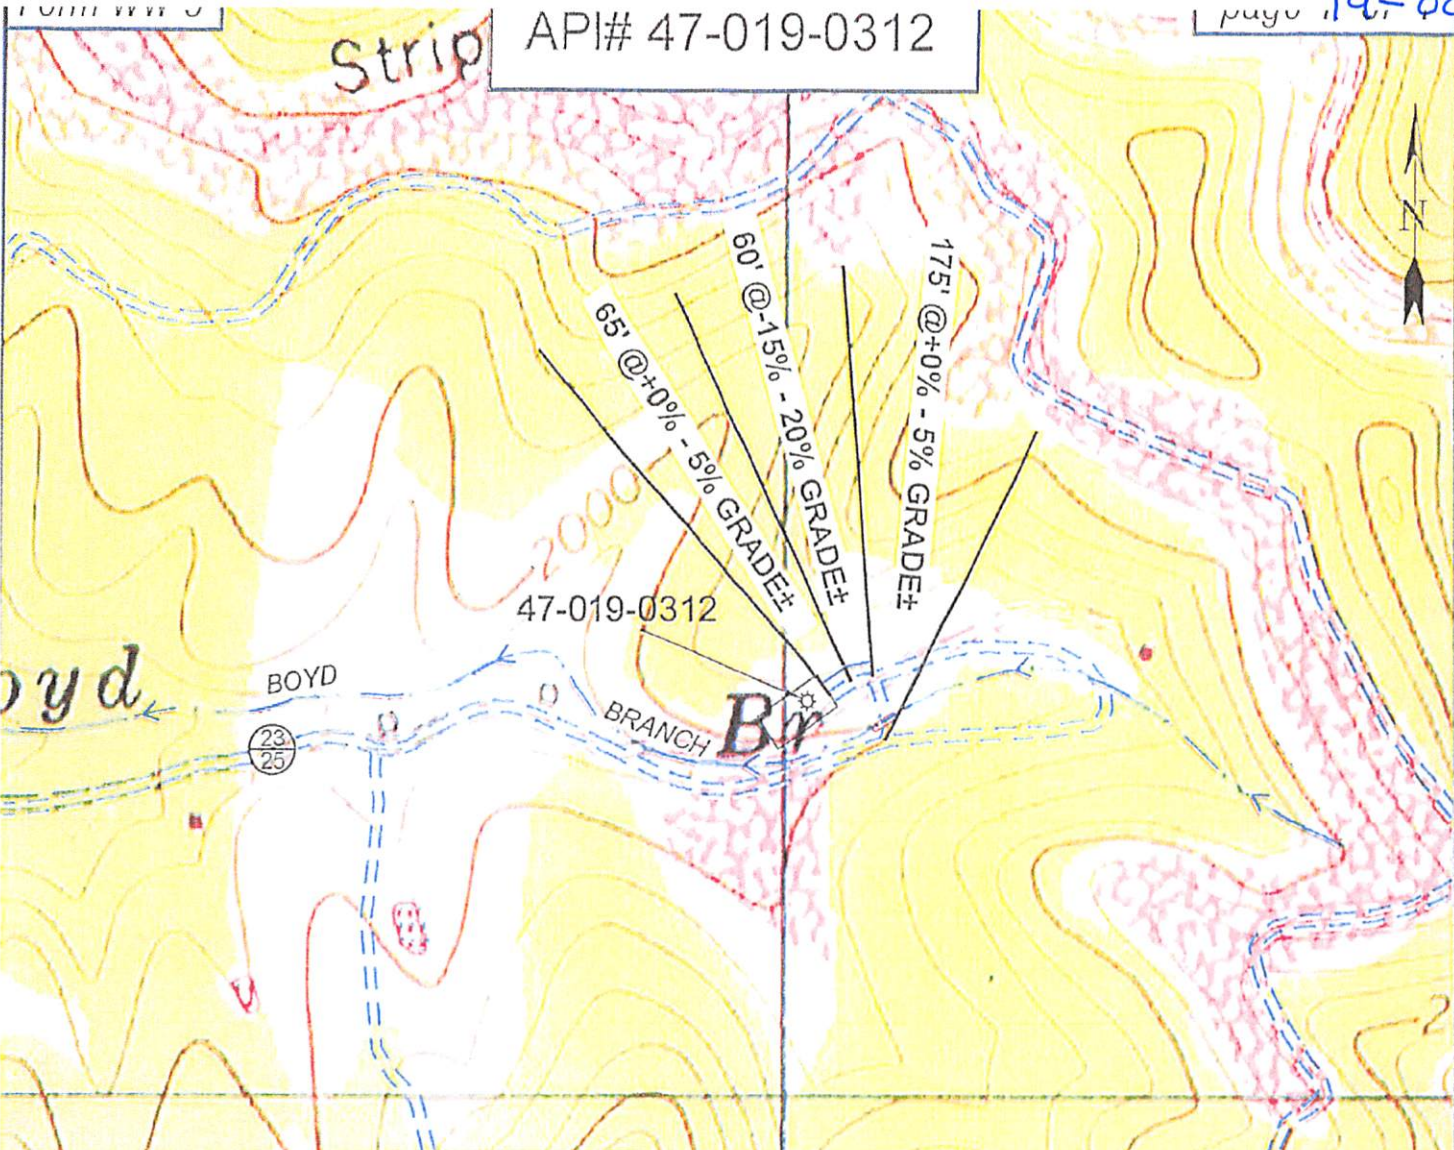 Strip
API# 47-019-0312
N
60' @-15% - 20% GRADE±
175' @+0% - 5% GRADE±
65' @+0% - 5% GRADE±
2000
47-019-0312
BOYD
oyd
BRANCH
Br
23
25
2